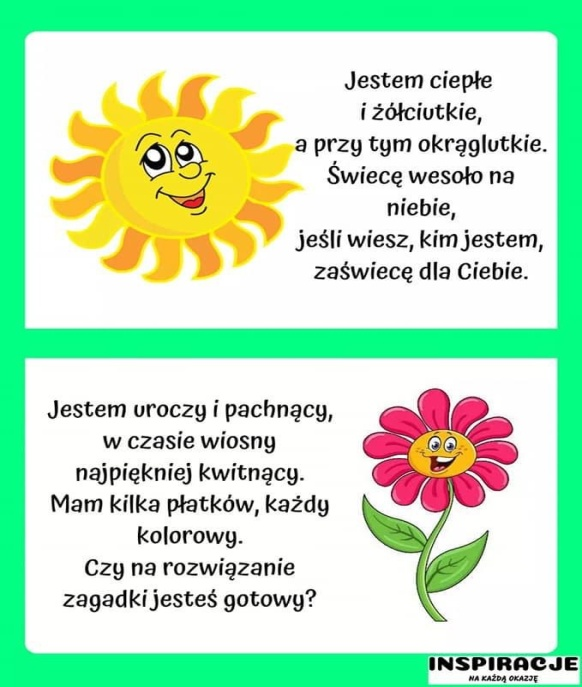 Jestem ciepłe
i żółciutkie,
a przy tym okrąglutkie.
Świecę wesoło na
niebie,
jeśli wiesz, kim jestem,
zaświecę dla Ciebie.
Jestem uroczy i pachnący,
w czasie wiosny
najpiękniej kwitnący.
Mam kilka płatków, każdy
kolorowy.
Czy na rozwiązanie
zagadki jesteś gotowy?
INSPIRACJE
NA KAŻDĄ OKAZJĘ